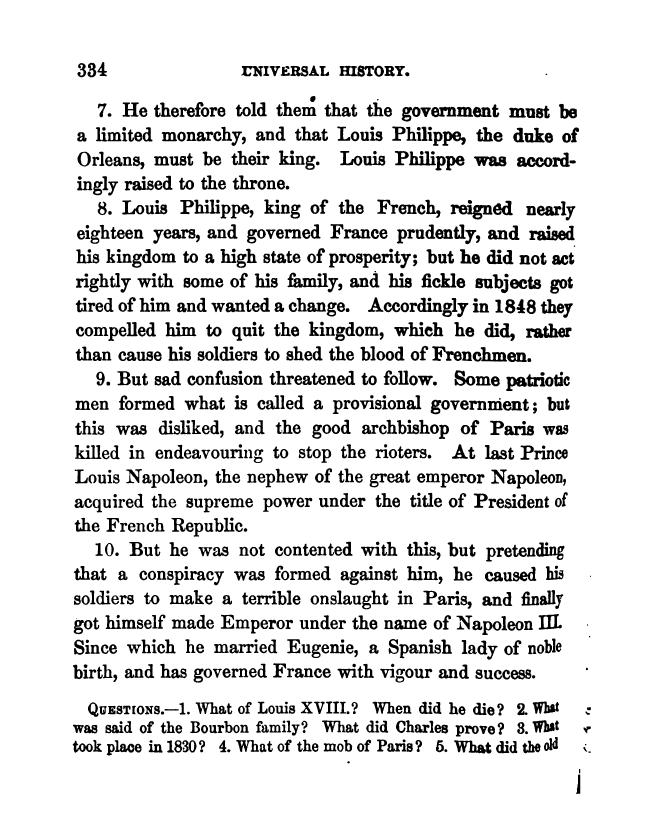 334 UNIVERSAL HISTORY.
7. He therefore told them that the government must be
a limited monarchy, and that Louis Philippe, the duke of
Orleans, must be their king. Louis Philippe was accord-
ingly raised to the throne.
8. Louis Philippe, king of the French, reigned nearly
eighteen years, and governed France prudently, and raised
his kingdom to a high state of prosperity; but he did not act
rightly with some of his family, and his fickle subjects got
tired of him and wanted a change. Accordingly in 1848 they
compelled him to quit the kingdom, which he did, rather
than cause his soldiers to shed the blood of Frenchmen.
9. But sad confusion threatened to follow. Some patriotic
men formed what is called a provisional government; but
this was disliked, and the good archbishop of Paris was
killed in endeavouring to stop the rioters. At last Prince
Louis Napoleon, the nephew of the great emperor Napoleon,
acquired the supreme power under the title of President of
the French Republic.
10. But he was not contented with this, but pretending
that a conspiracy was formed against him, he caused his
soldiers to make a terrible onslaught in Paris, and finally
got himself made Emperor under the name of Napoleon III.
Since which he married Eugenie, a Spanish lady of noble
birth, and has governed France with vigour and success.
QUESTIONS.—1. What of Louis XVIII.? When did he die? 2. What
was said of the Bourbon family? What did Charles prove? 3. What
took place in 1830? 4. What of the mob of Paris? 5. What did the old